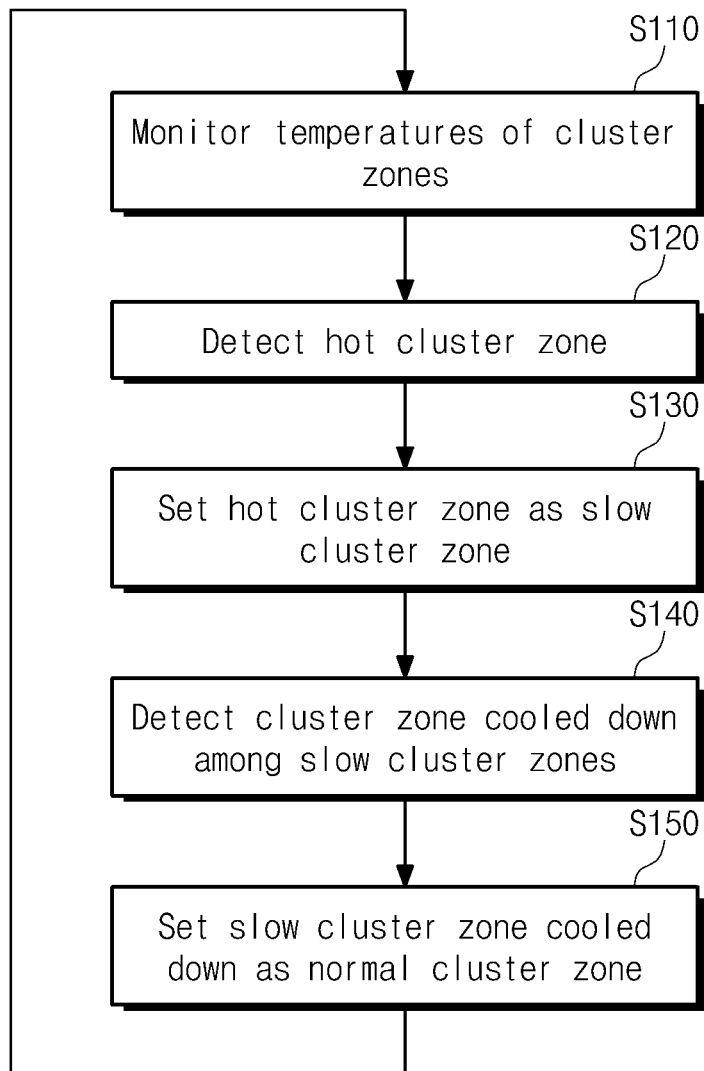 S110
Monitor temperatures of cluster
zones
S120
Detect hot cluster zone
S130
Set hot cluster zone as slow
cluster zone
S140
Detect cluster zone cooled down
among slow cluster zones
S150
Set slow cluster zone cooled
down as normal cluster zone